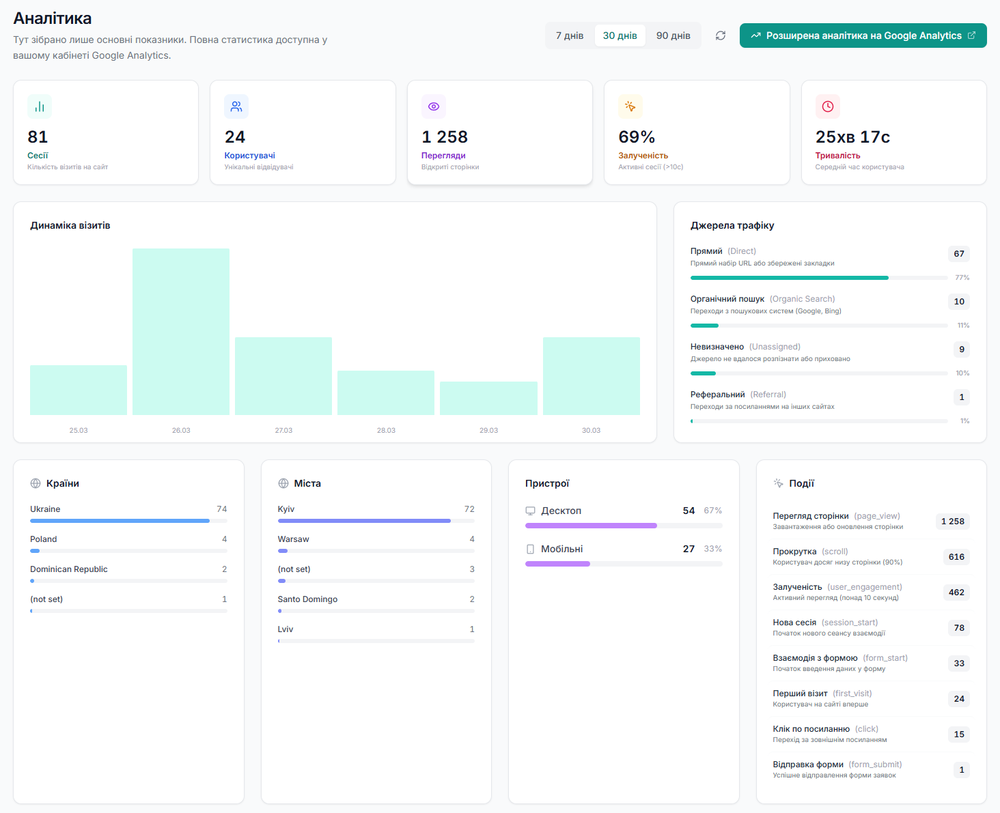 Аналітика
Тут зібрано лише основні показники. Повна статистика доступна у
вашому кабінеті Google Analytics.
7 днів
30 днів
90 днів
Розширена аналітика на Google Analytics
81
Сесії
Кількість візитів на сайт
24
Користувачі
Унікальні відвідувачі
1 258
Перегляди
Відкриті сторінки
69%
Залученість
Активні сесії (>10с)
25хв 17с
Тривалість
Середній час користувача
Динаміка візитів
25.03
26.03
27.03
28.03
29.03
30.03
Джерела трафіку
Прямий (Direct) 67
Прямий набір URL або збережені закладки
77%
Органічний пошук (Organic Search) 10
Переходи з пошукових систем (Google, Bing)
11%
Невизначено (Unassigned) 9
Джерело не вдалося розпізнати або приховано
10%
Реферальний (Referral) 1
Переходи за посиланнями на інших сайтах
1%
Країни
Ukraine 74
Poland 4
Dominican Republic 2
(not set) 1
Міста
Kyiv 72
Warsaw 4
(not set) 3
Santo Domingo 2
Lviv 1
Пристрої
Десктоп 54 67%
Мобільні 27 33%
Події
Перегляд сторінки (page_view) 1 258
Завантаження або оновлення сторінки
Прокрутка (scroll) 616
Користувач досяг низу сторінки (90%)
Залученість (user_engagement) 462
Активний перегляд (понад 10 секунд)
Нова сесія (session_start) 78
Початок нового сеансу взаємодії
Взаємодія з формою (form_start) 33
Початок введення даних у форму
Перший візит (first_visit) 24
Користувач на сайті вперше
Клік по посиланню (click) 15
Перехід за зовнішнім посиланням
Відправка форми (form_submit) 1
Успішне відправлення форми заявок